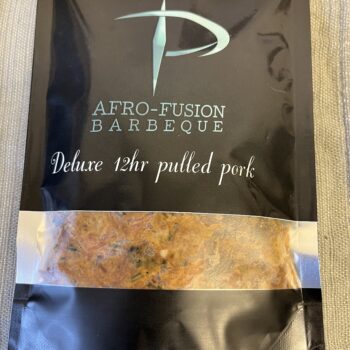 AFRO-FUSION
BARBEQUE
Deluxe 12hr pulled pork